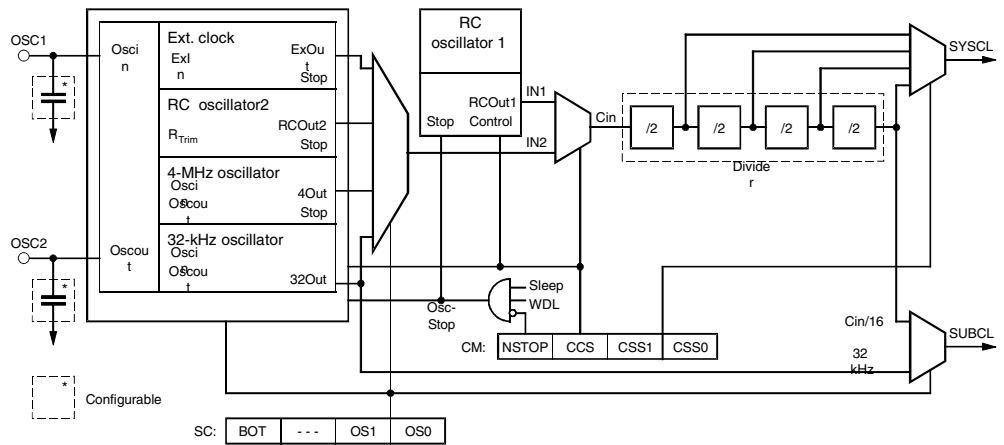 OSC1
*
Osci
n
Ext. clock
ExI
n
ExOu
t
Stop
RC oscillator2
RTrim
RCOut2
Stop
4-MHz oscillator
Osci
n
Oscou
t
4Out
Stop
32-kHz oscillator
Osci
n
Oscou
t
32Out
OSC2
*
Oscou
t
RC
oscillator 1
RCOut1
Stop
Control
IN1
IN2
Cin
/2
/2
/2
/2
Divide
r
SYSCL
Osc-
Stop
Sleep
WDL
CM:
NSTOP
CCS
CSS1
CSS0
Cin/16
32
kHz
SUBCL
*
Configurable
SC:
BOT
- - -
OS1
OS0